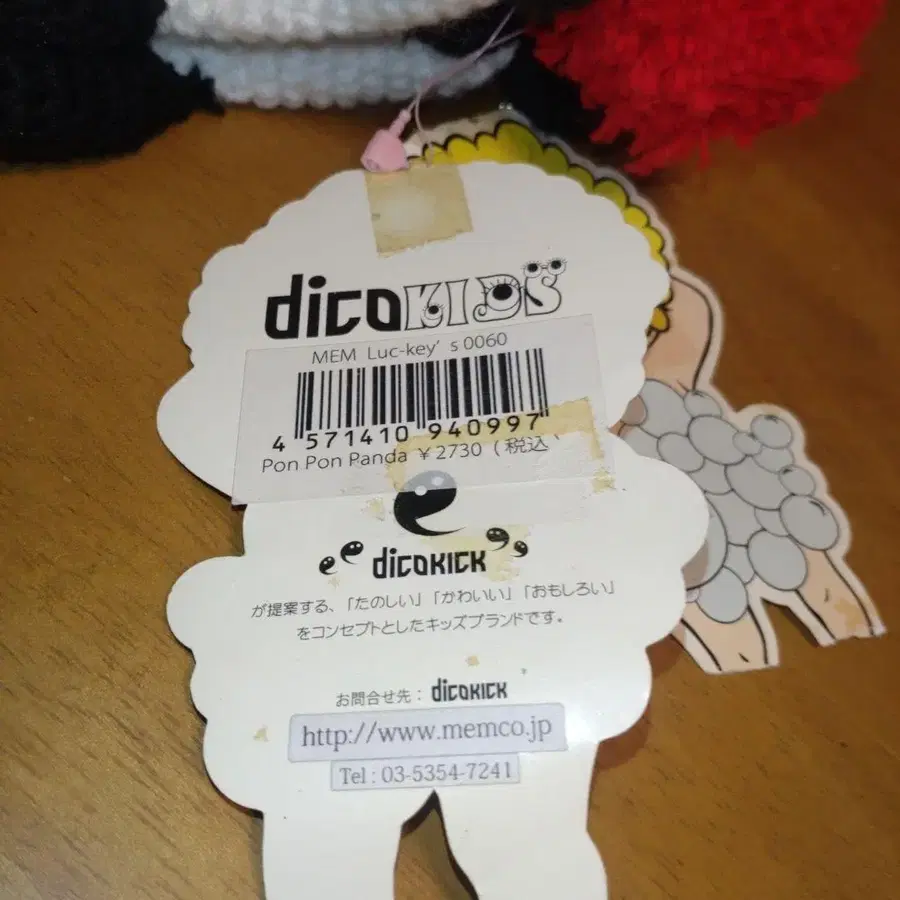 dicoKIDS
MEM Luc-key's 0060
4 571410 940997
Pon Pon Panda ¥2730 (税込)
dicoKICK
が提案する、「たのしい」「かわいい」「おもしろい」
をコンセプトとしたキッズブランドです。
お問合せ先：dicoKICK
http://www.memco.jp
Tel : 03-5354-7241